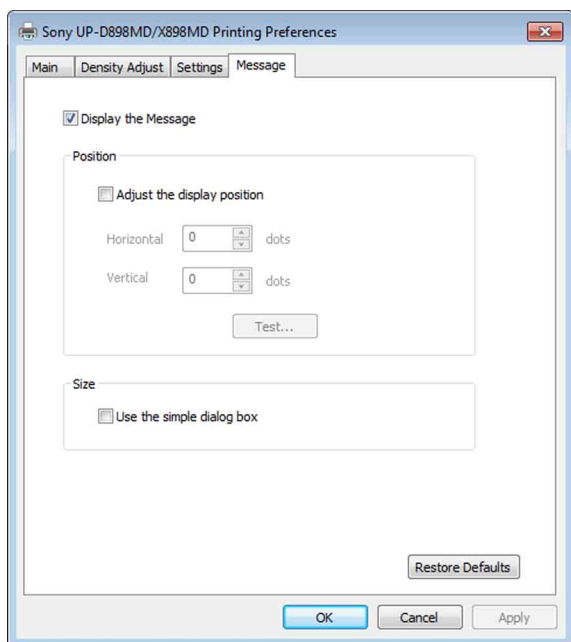 Sony UP-D898MD/X898MD Printing Preferences
Main Density Adjust Settings Message
Display the Message
Position
Adjust the display position
Horizontal 0 dots
Vertical 0 dots
Test...
Size
Use the simple dialog box
Restore Defaults
OK Cancel Apply